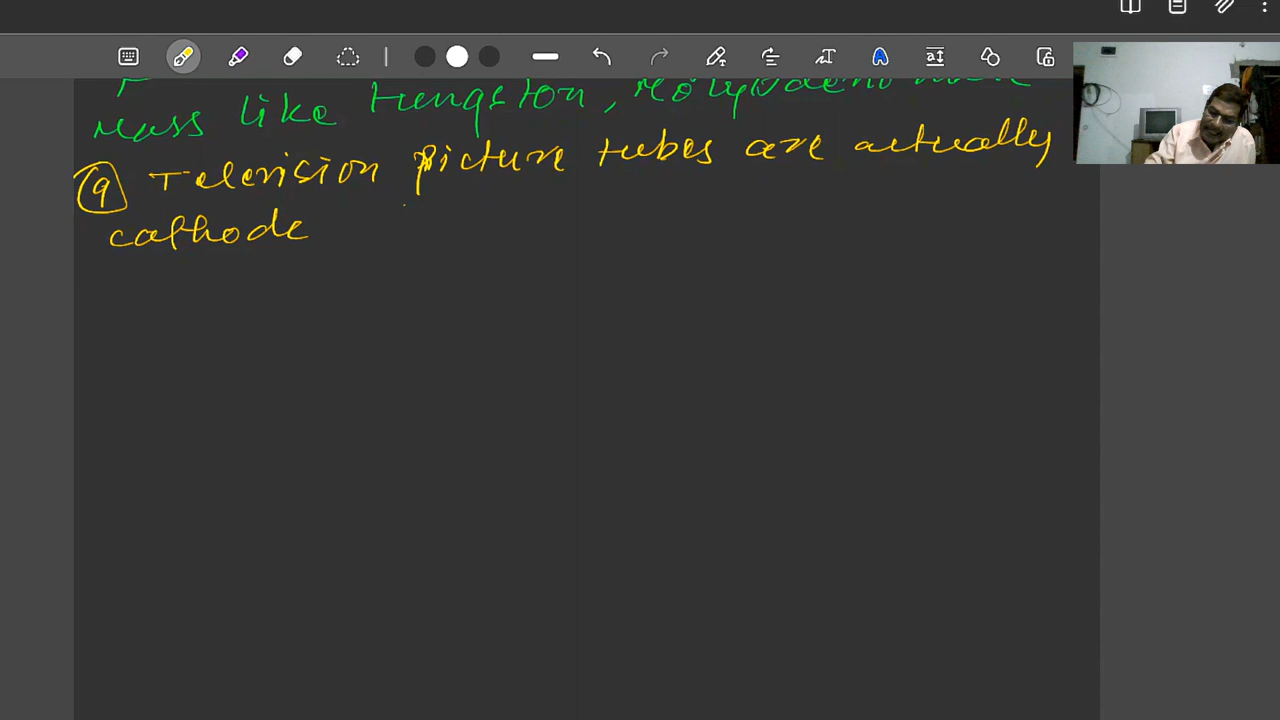 mass like tungston,
⑨ Television picture tubes are actually
cathode